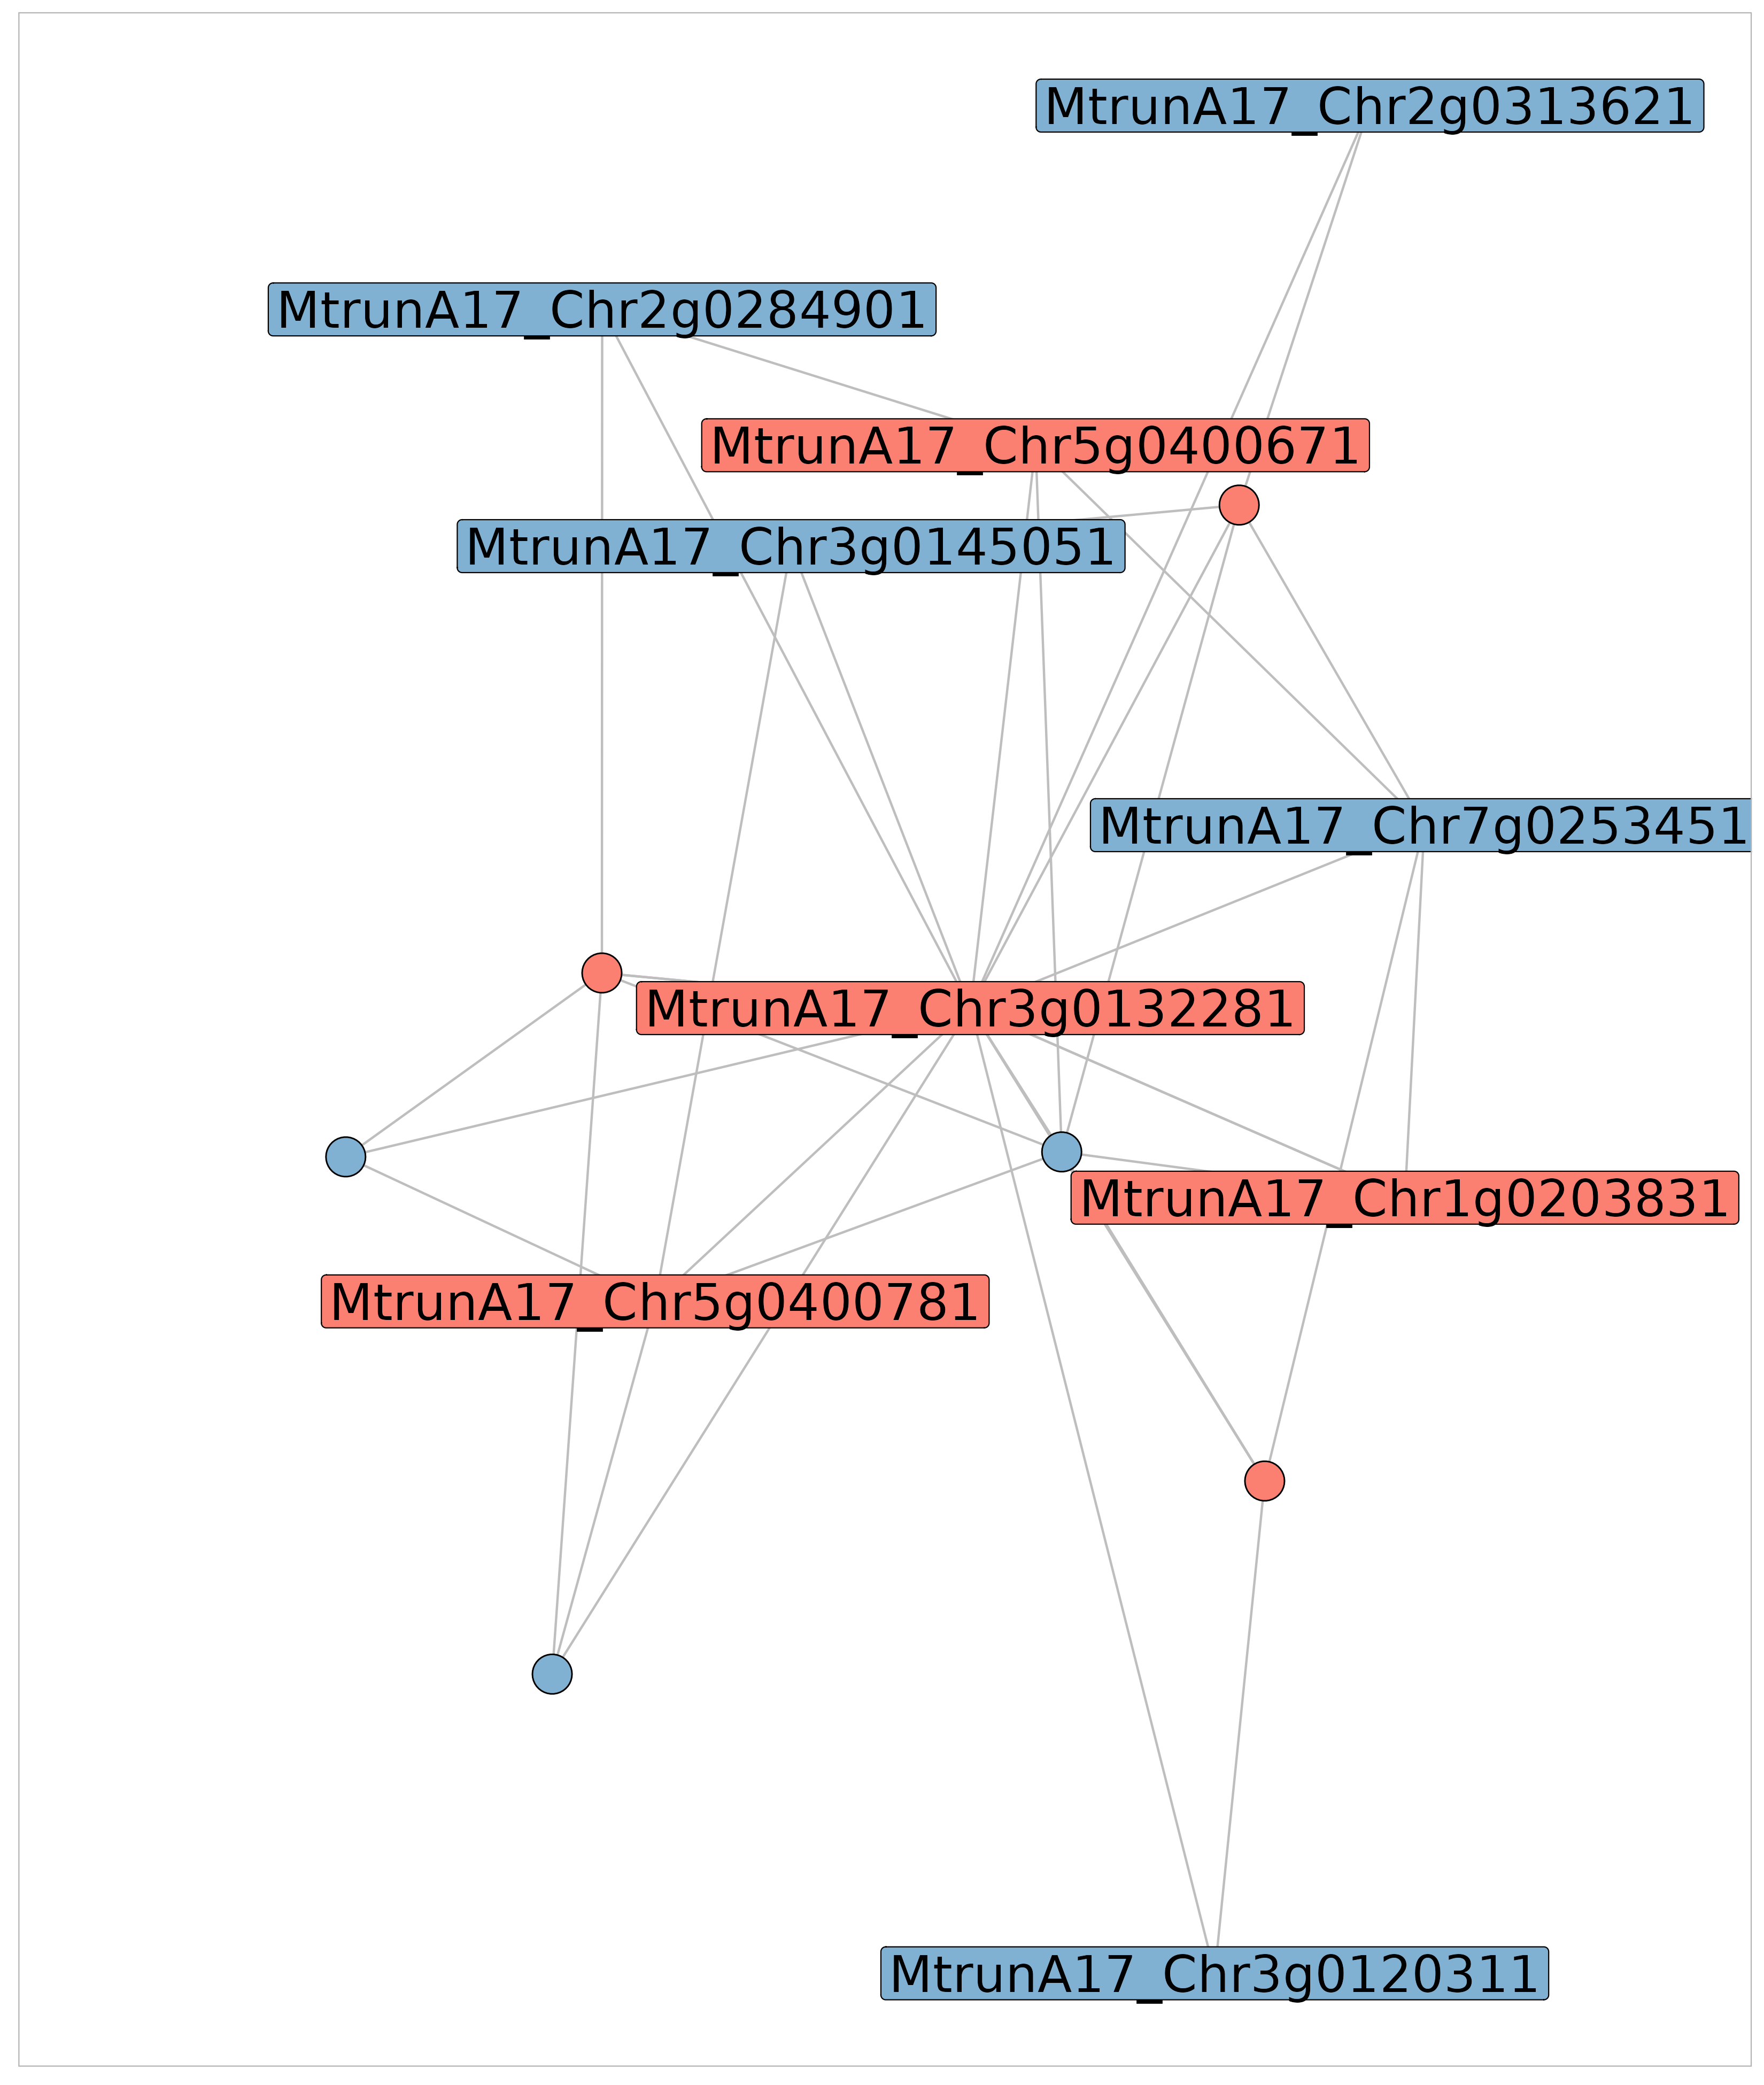 MtrunA17_Chr2g0313621
MtrunA17_Chr2g0284901
MtrunA17_Chr5g0400671
MtrunA17_Chr3g0145051
MtrunA17_Chr7g0253451
MtrunA17_Chr3g0132281
MtrunA17_Chr1g0203831
MtrunA17_Chr5g0400781
MtrunA17_Chr3g0120311